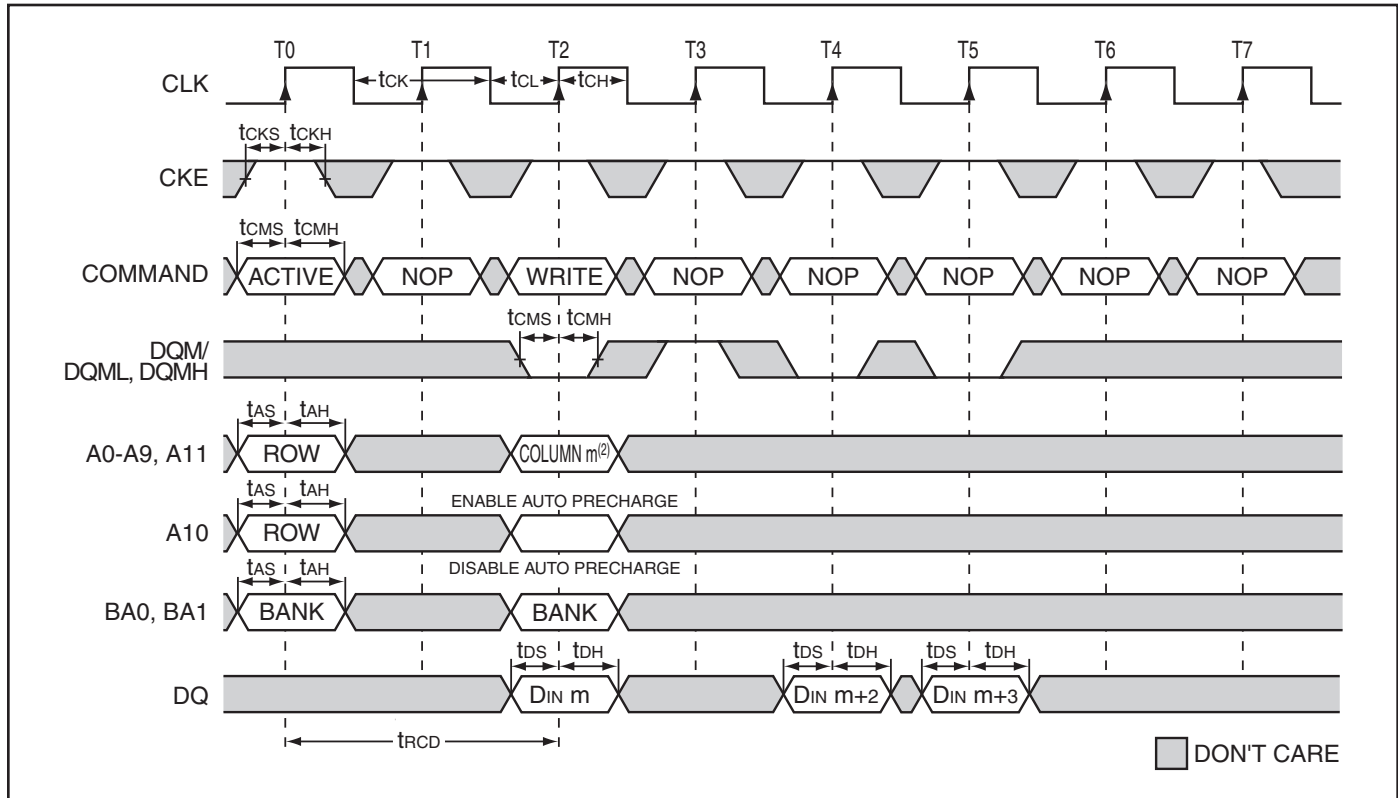 T0 T1 T2 T3 T4 T5 T6 T7
CLK tCK tCL tCH
tCKS tCKH
CKE
tCMS tCMH
COMMAND ACTIVE NOP WRITE NOP NOP NOP NOP NOP
tCMS tCMH
DQM/
DQML, DQMH
tAS tAH
A0-A9, A11 ROW COLUMN m(2)
tAS tAH ENABLE AUTO PRECHARGE
A10 ROW
DISABLE AUTO PRECHARGE
tAS tAH
BA0, BA1 BANK BANK
tDS tDH tDS tDH tDS tDH
DQ DIN m DIN m+2 DIN m+3
tRCD
DON'T CARE